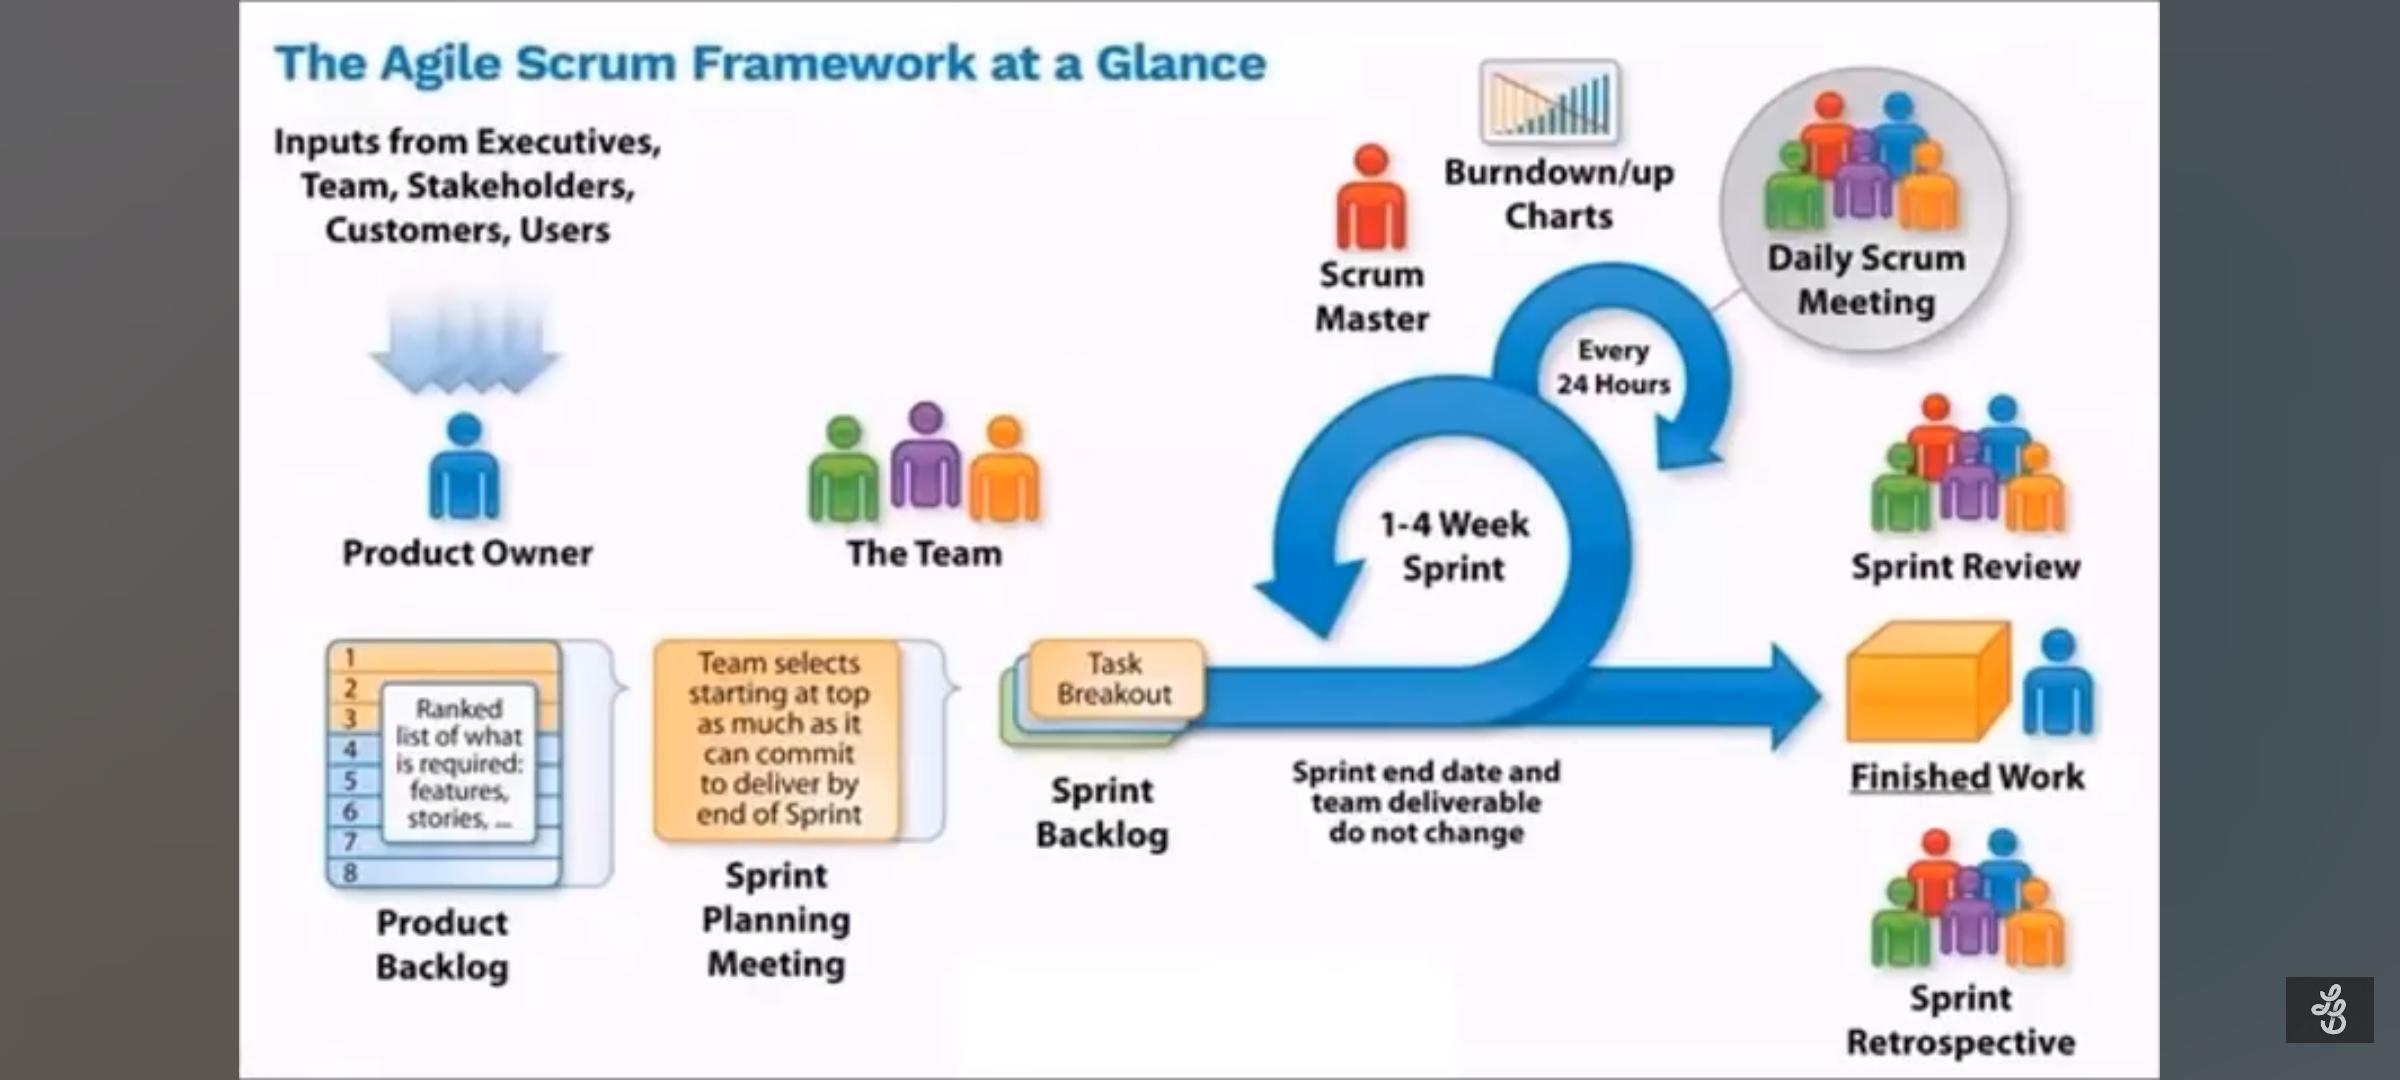 The Agile Scrum Framework at a Glance
Inputs from Executives,
Team, Stakeholders,
Customers, Users
Product Owner
The Team
Scrum
Master
Burndown/up
Charts
Daily Scrum
Meeting
Every
24 Hours
1-4 Week
Sprint
Sprint Review
1
2
3
4
5
6
7
8
Ranked
list of what
is required:
features,
stories, ...
Product
Backlog
Team selects
starting at top
as much as it
can commit
to deliver by
end of Sprint
Sprint
Planning
Meeting
Task
Breakout
Sprint
Backlog
Sprint end date and
team deliverable
do not change
Finished Work
Sprint
Retrospective